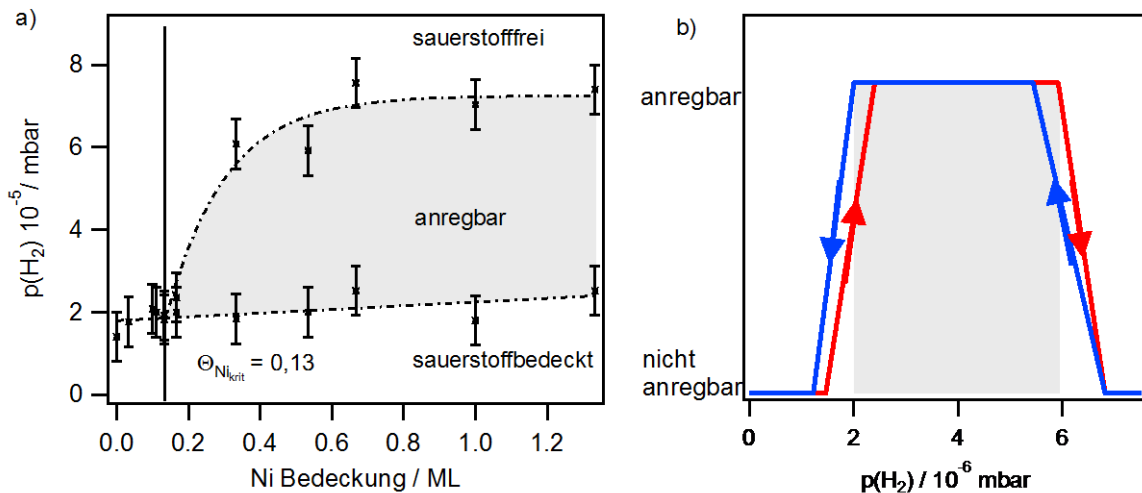 a)
sauerstofffrei
8
6
4
2
0
p(H2) 10-5/ mbar
anregbar
sauerstoffbedeckt
ΘNikrit = 0,13
0.0 0.2 0.4 0.6 0.8 1.0 1.2
Ni Bedeckung / ML
b)
anregbar
nicht
anregbar
0 2 4 6
p(H2) / 10-6 mbar